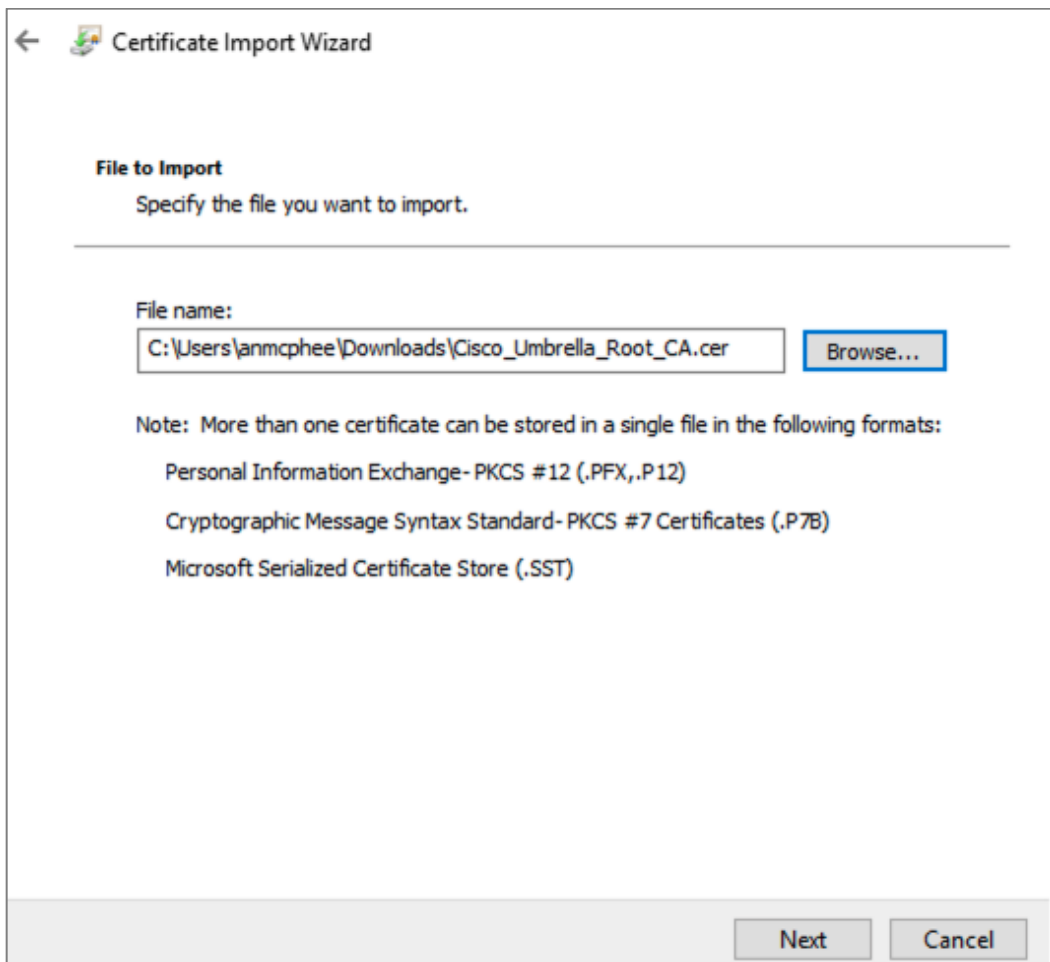 Certificate Import Wizard
File to Import
Specify the file you want to import.
File name:
C:\Users\anmcphee\Downloads\Cisco_Umbrella_Root_CA.cer
Browse...
Note:  More than one certificate can be stored in a single file in the following formats:
Personal Information Exchange- PKCS #12 (.PFX,.P12)
Cryptographic Message Syntax Standard- PKCS #7 Certificates (.P7B)
Microsoft Serialized Certificate Store (.SST)
Next
Cancel